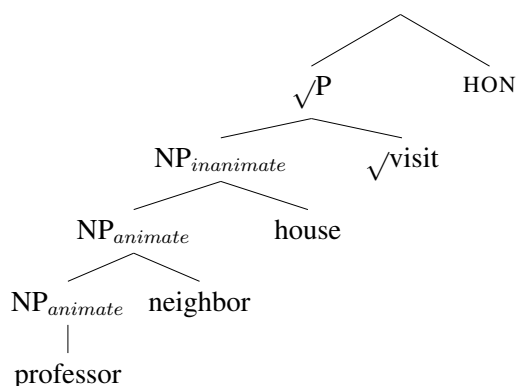 √P HON
NP_inanimate √visit
NP_animate house
NP_animate neighbor
professor